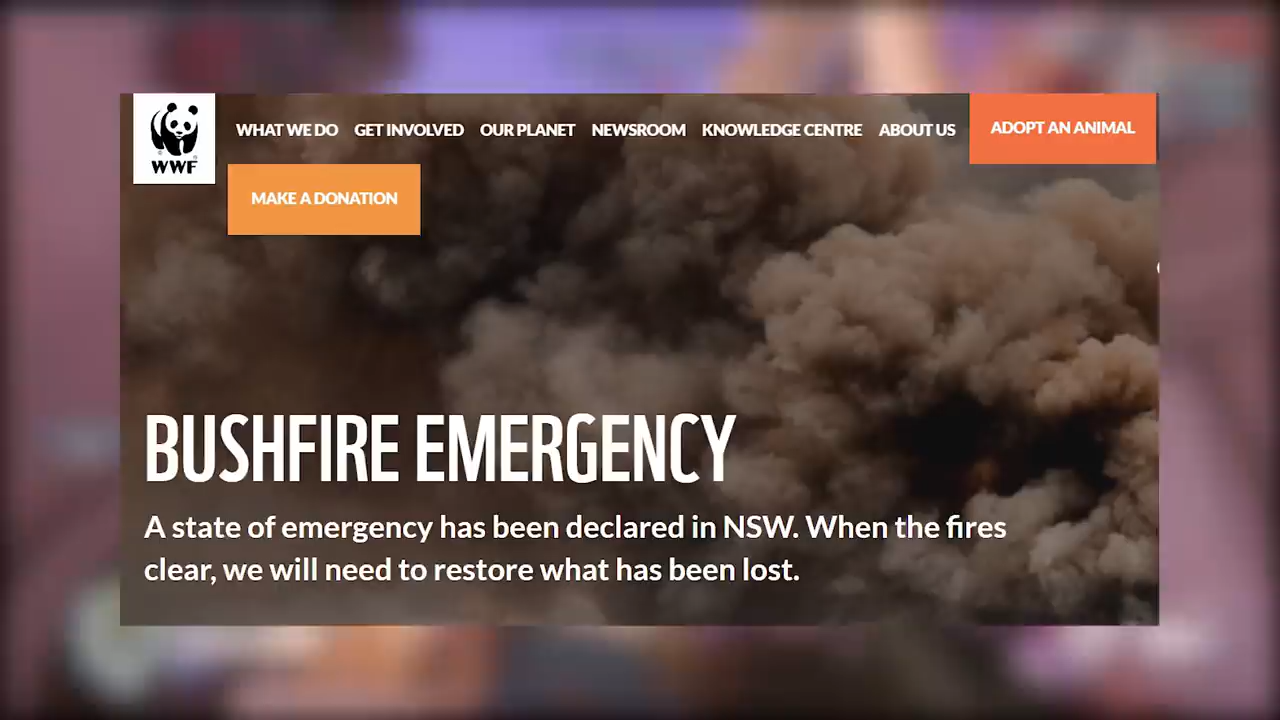 WWF
WHAT WE DO GET INVOLVED OUR PLANET NEWSROOM KNOWLEDGE CENTRE ABOUT US ADOPT AN ANIMAL
MAKE A DONATION
BUSHFIRE EMERGENCY
A state of emergency has been declared in NSW. When the fires
clear, we will need to restore what has been lost.